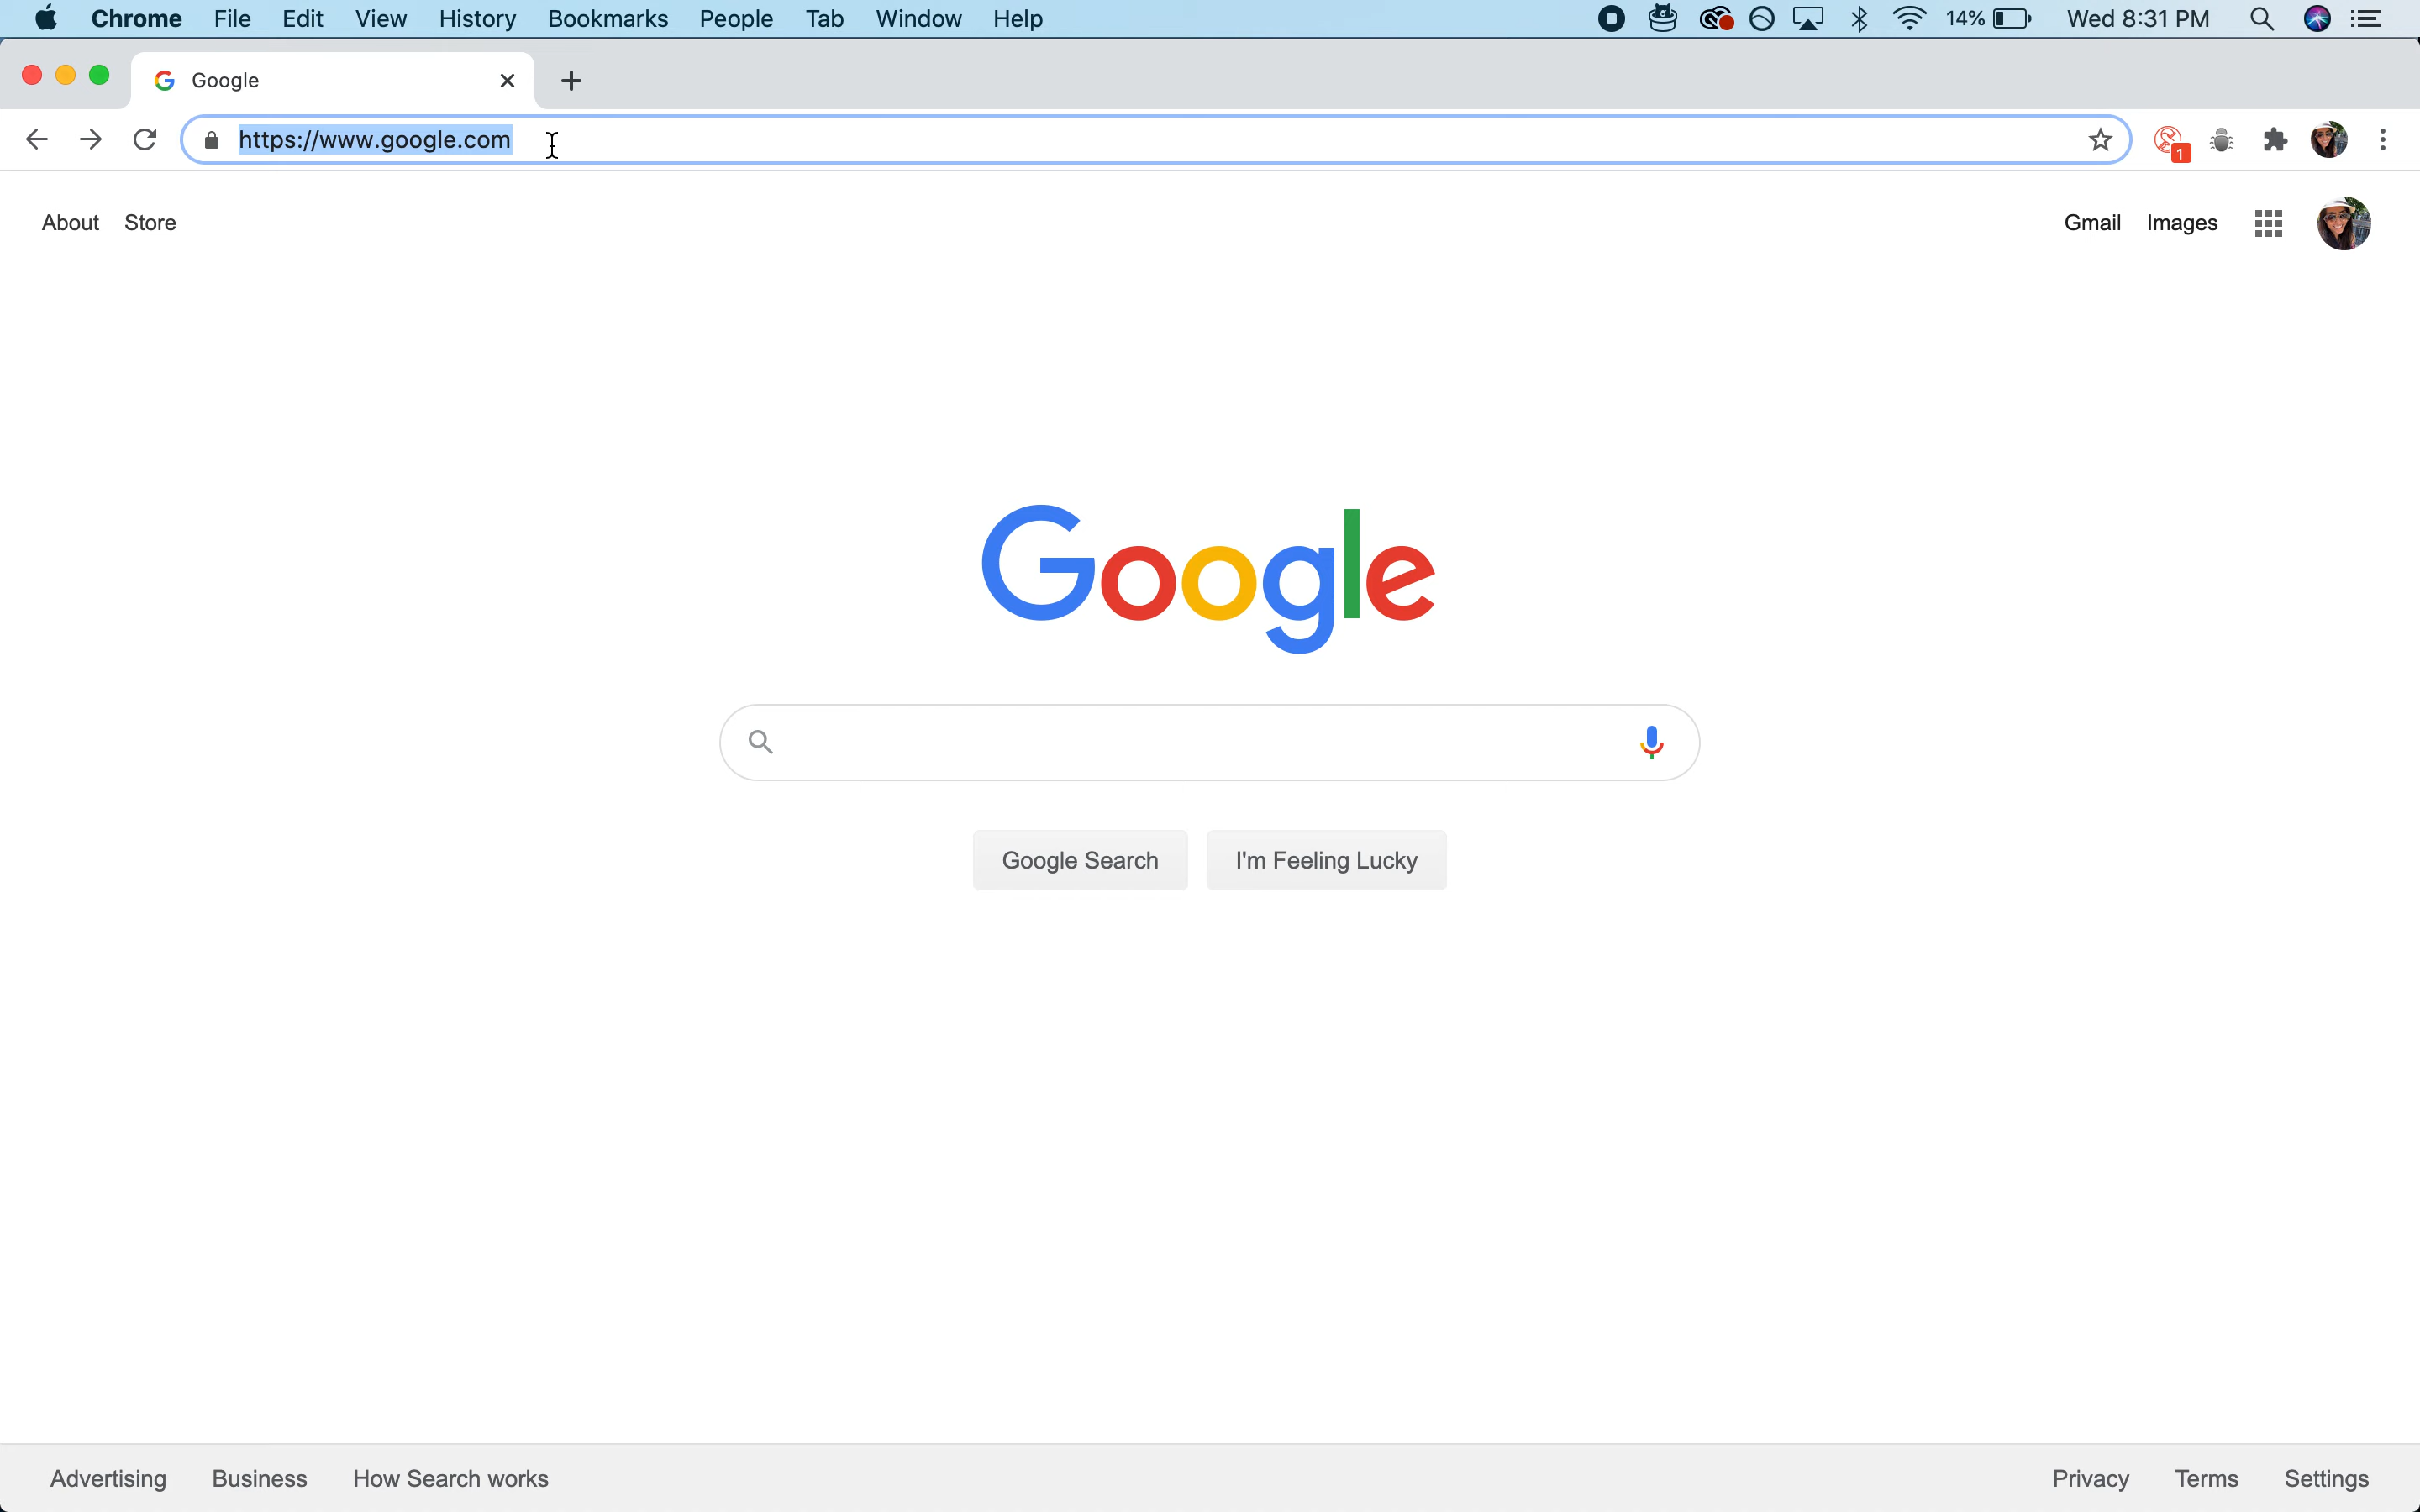 Chrome File Edit View History Bookmarks People Tab Window Help 14% Wed 8:31 PM
Google
https://www.google.com
1
About Store Gmail Images
Google
Google Search I'm Feeling Lucky
Advertising Business How Search works Privacy Terms Settings